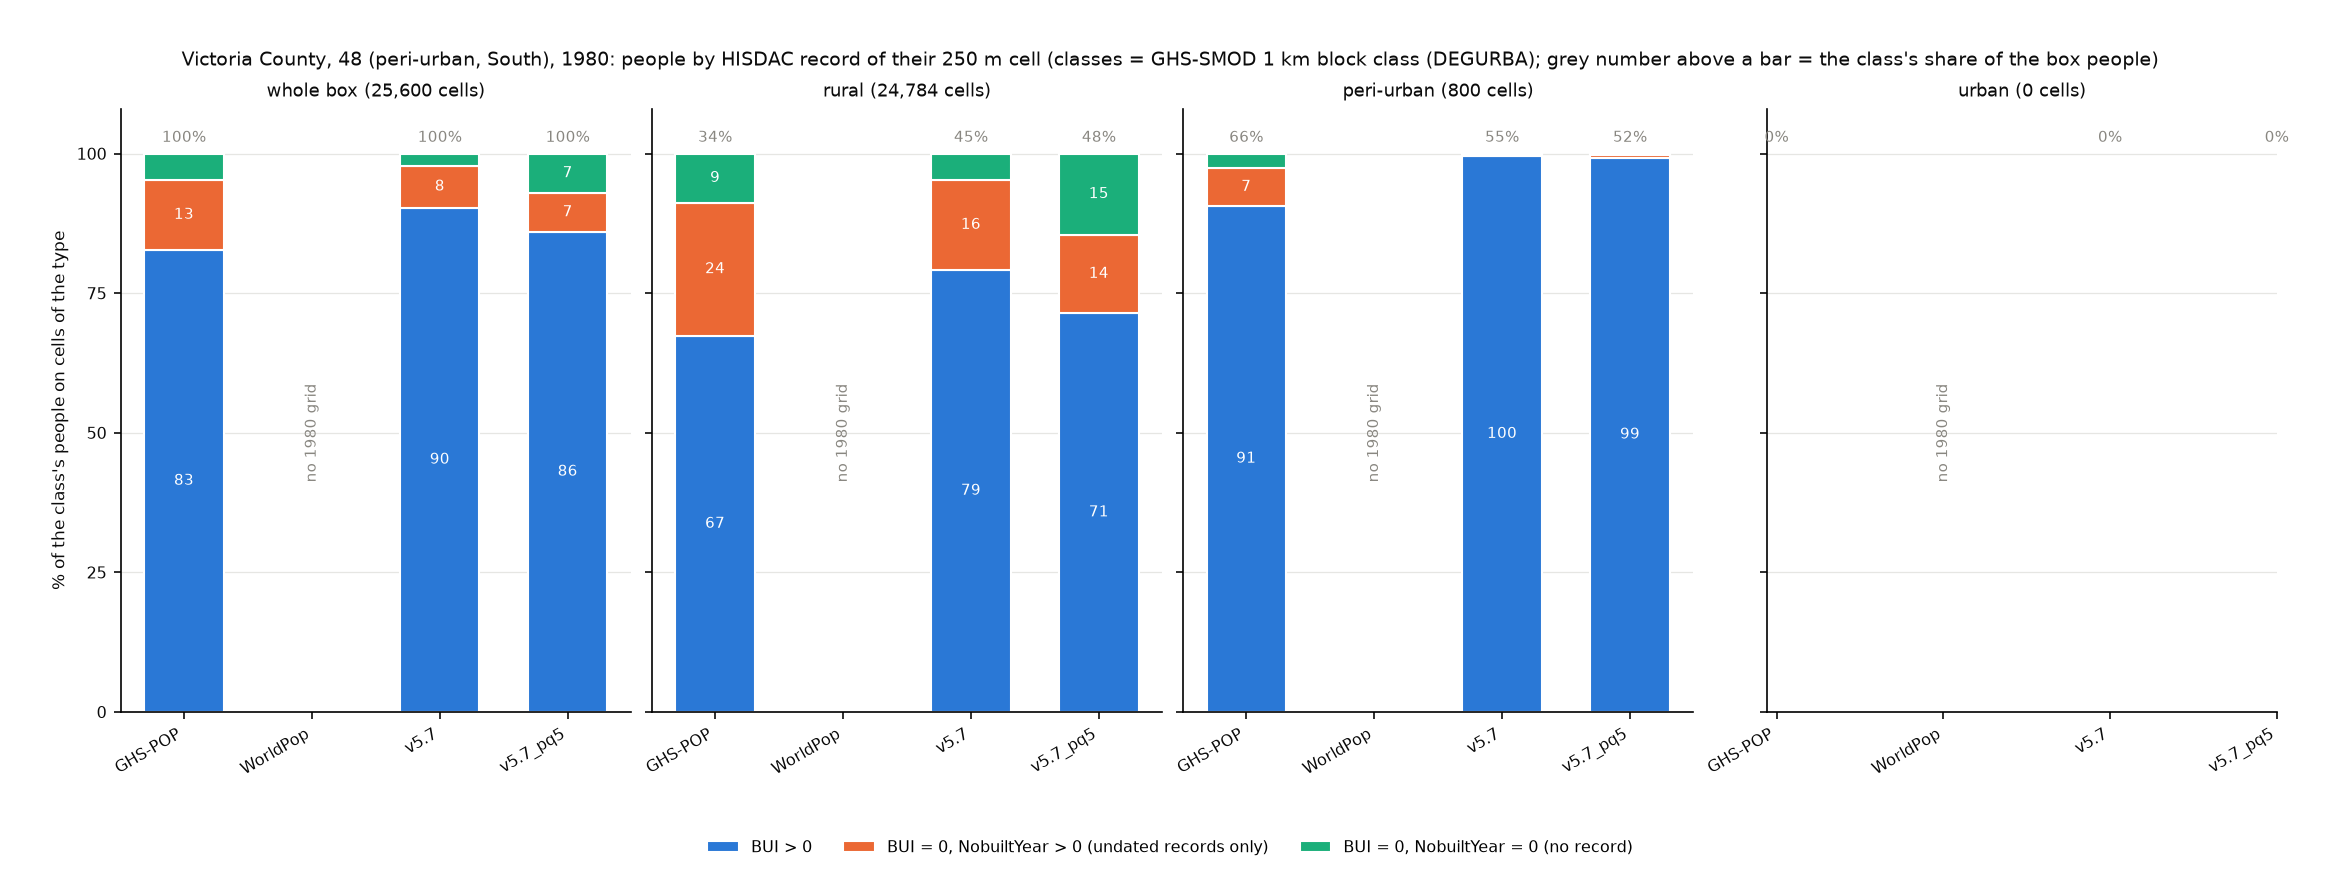 Victoria County, 48 (peri-urban, South), 1980: people by HISDAC record of their 250 m cell (classes = GHS-SMOD 1 km block class (DEGURBA); grey number above a bar = the class's share of the box people)
whole box (25,600 cells)
rural (24,784 cells)
peri-urban (800 cells)
urban (0 cells)
% of the class's people on cells of the type
100
75
50
25
0
100%
100%
100%
13
83
no 1980 grid
8
90
7
7
86
GHS-POP
WorldPop
v5.7
v5.7_pq5
34%
45%
48%
9
24
67
no 1980 grid
16
79
15
14
71
GHS-POP
WorldPop
v5.7
v5.7_pq5
66%
55%
52%
7
91
no 1980 grid
100
99
GHS-POP
WorldPop
v5.7
v5.7_pq5
0%
0%
0%
no 1980 grid
GHS-POP
WorldPop
v5.7
v5.7_pq5
BUI > 0
BUI = 0, NobuiltYear > 0 (undated records only)
BUI = 0, NobuiltYear = 0 (no record)